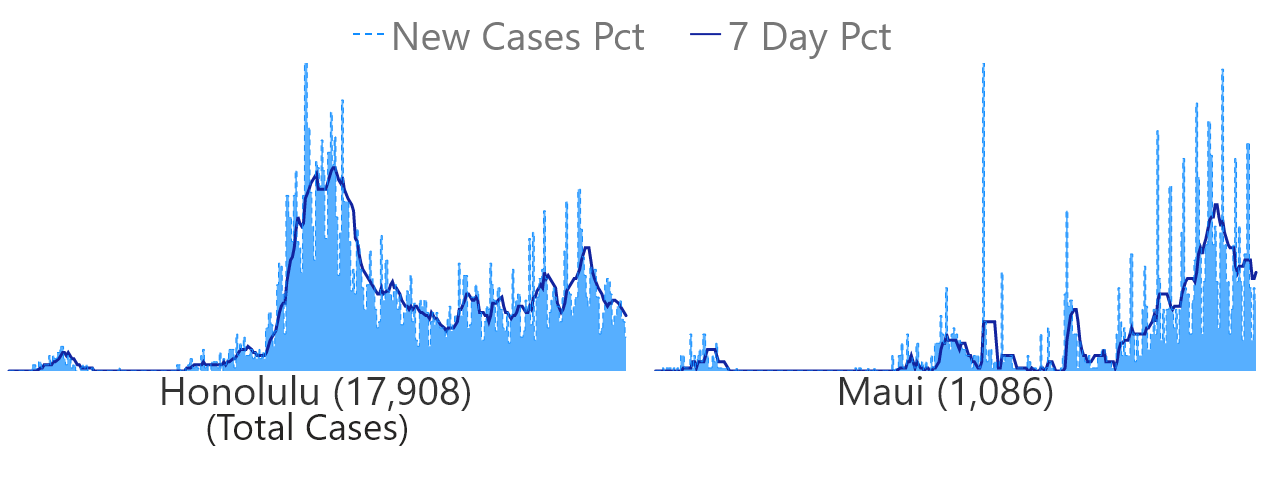 New Cases Pct 7 Day Pct
Honolulu (17,908) Maui (1,086)
(Total Cases)